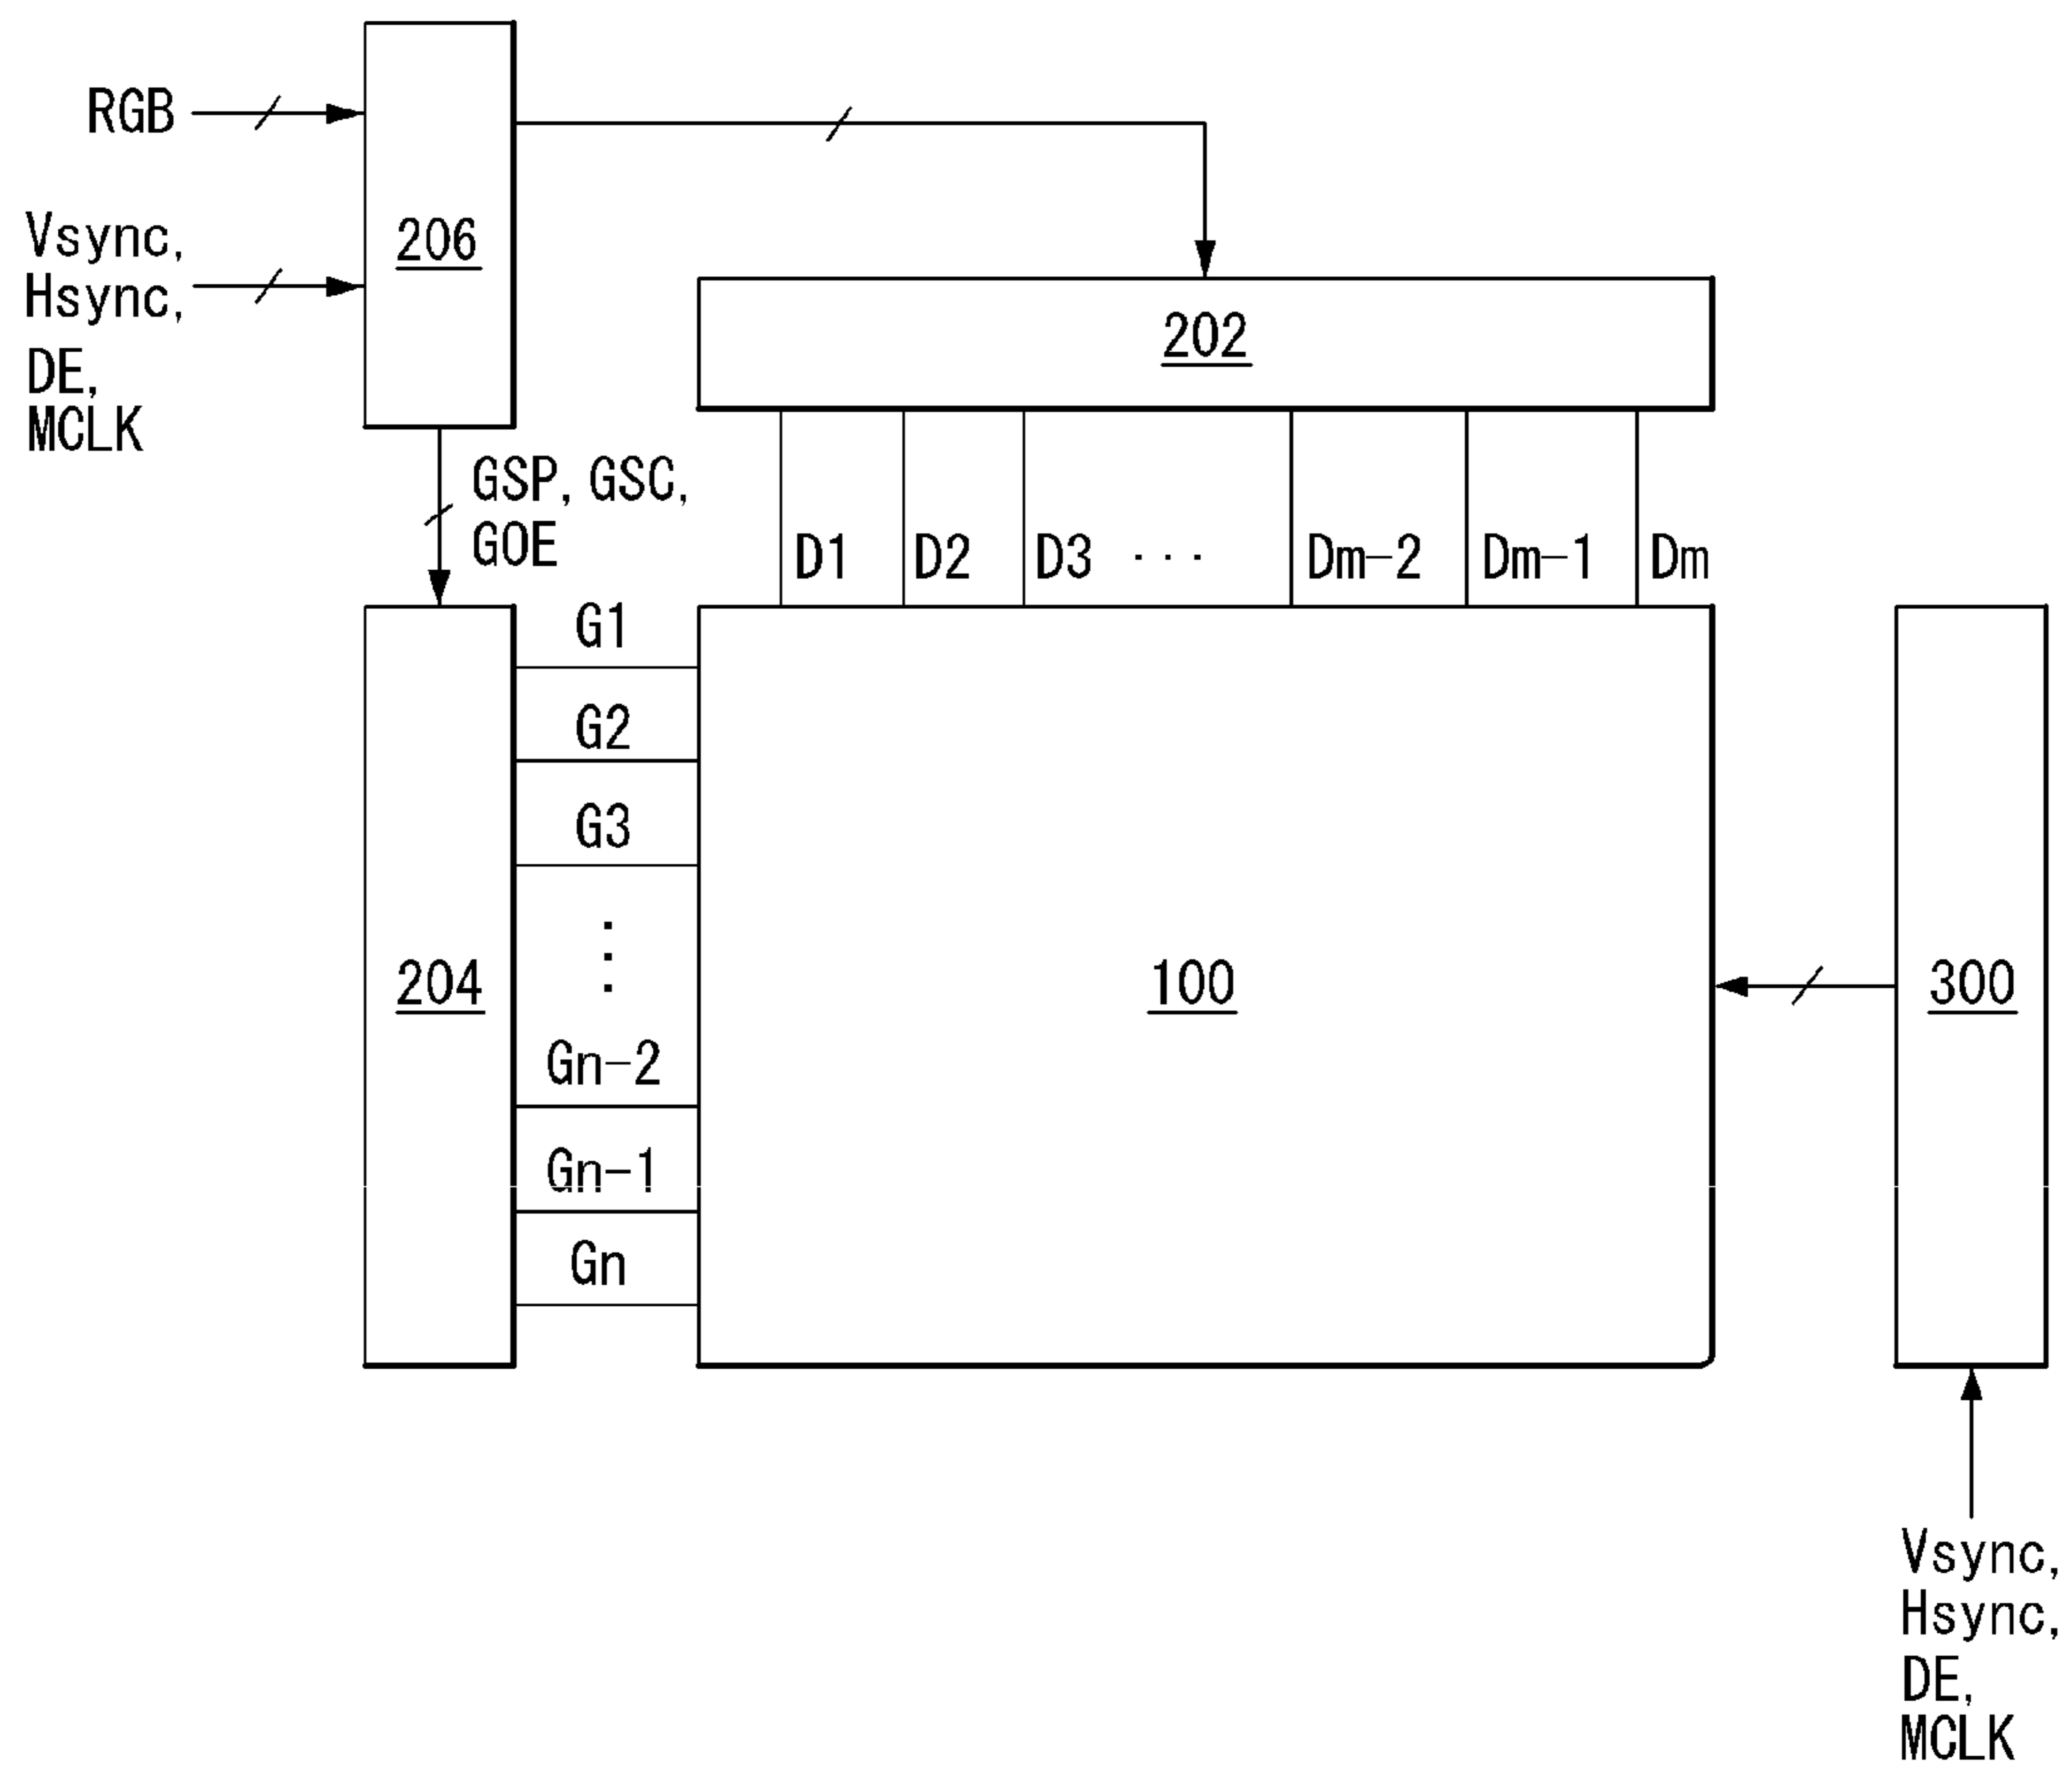 RGB
Vsync,
Hsync,
DE,
MCLK
206
202
GSP, GSC,
GOE
D1 D2 D3 ... Dm-2 Dm-1 Dm
G1
G2
G3
⋮
Gn-2
Gn-1
Gn
204
100
300
Vsync,
Hsync,
DE,
MCLK